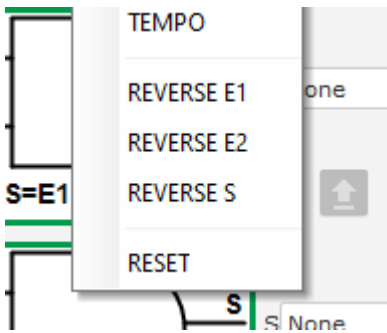 TEMPO
REVERSE E1
one
REVERSE E2
S=E1
REVERSE S
RESET
S
S None